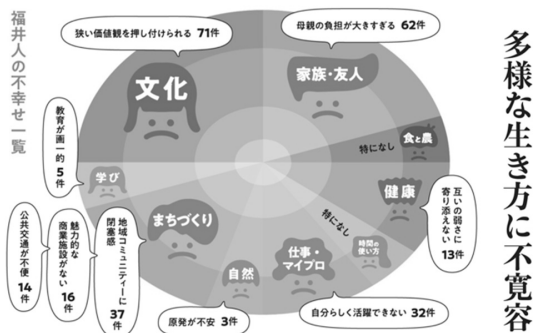 多様な生き方に不寛容
福井人の不幸せ 一覧
狭い価値観を押し付けられる 71件
母親の負担が大きすぎる 62件
文化
家族・友人
特になし
食と農
健康
互いの弱さに
寄り添えない
13件
特になし
時間の
使い方
仕事・
マイプロ
自分らしく活躍できない 32件
自然
原発が不安 3件
まちづくり
地域コミュニティーに
閉塞感
37件
魅力的な
商業施設がない
16件
公共交通が不便
14件
学び
教育が画一的
5件